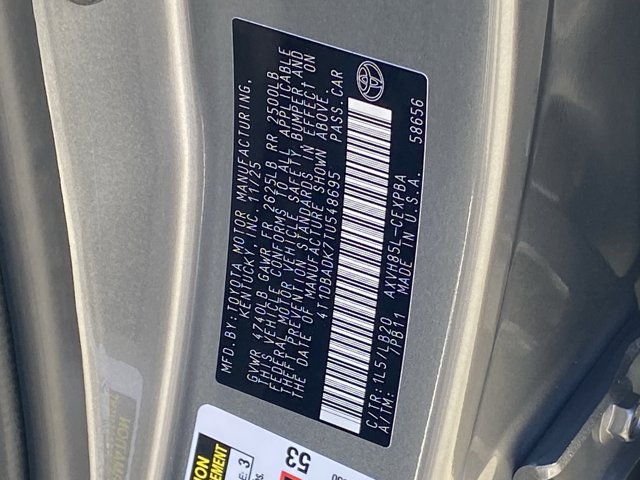 MFD. BY: TOYOTA MOTOR MANUFACTURING,
KENTUCKY, INC. 11/25
GVWR 4740LB GAWR FR 2625LB RR 2500LB
THIS VEHICLE CONFORMS TO ALL APPLICABLE
FEDERAL MOTOR VEHICLE SAFETY, BUMPER, AND
THEFT PREVENTION STANDARDS IN EFFECT ON
THE DATE OF MANUFACTURE SHOWN ABOVE.
4T1DBADK7TU548695 PASS.CAR
C/TR: 1L5/LB20 AXVH85L-CEXPBA
A/TM: /PB11 MADE IN U.S.A. 58656
53